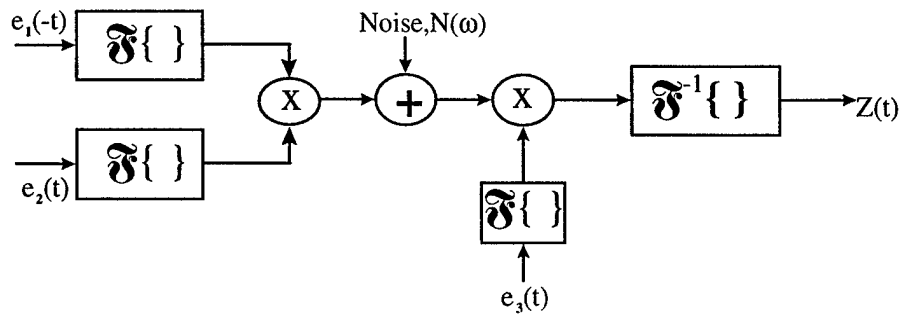 e₁(-t)
𝕱{ }
Noise,N(ω)
X
+
X
𝕱⁻¹{ }
Z(t)
𝕱{ }
e₂(t)
𝕱{ }
e₃(t)